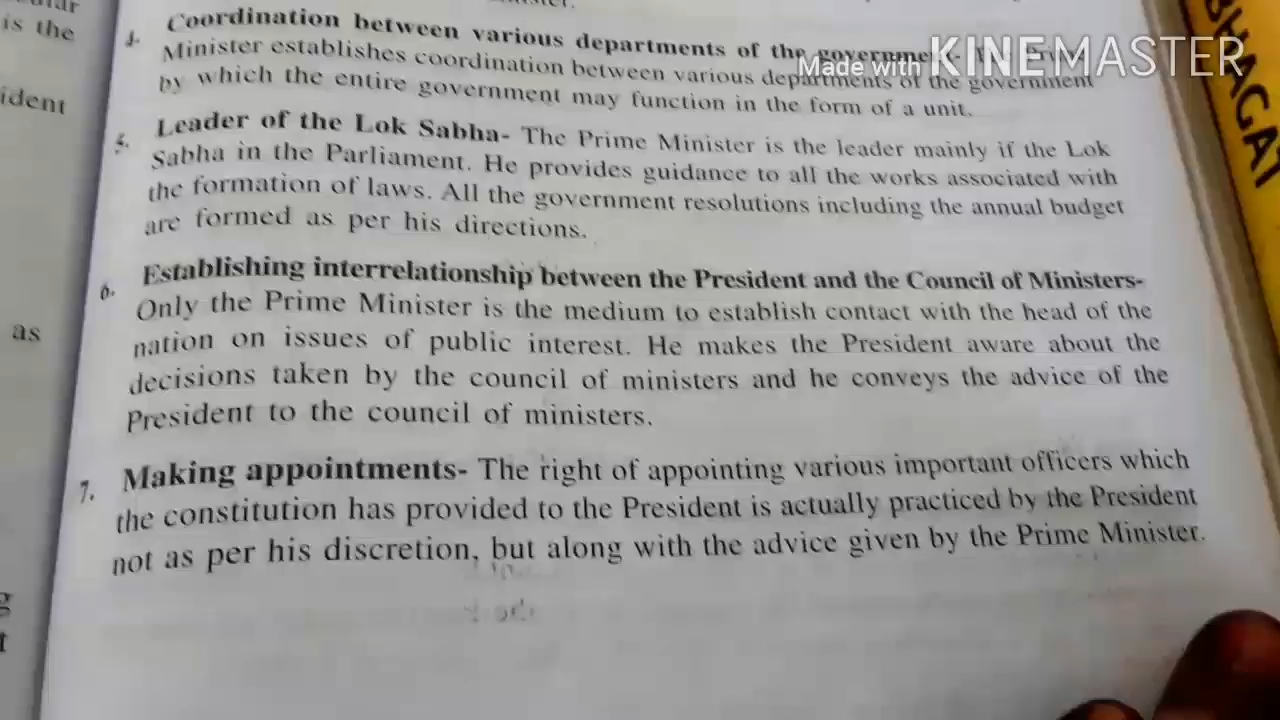 is the
ident
as
4. Coordination between various departments of the
Minister establishes coordination between various departments of the government
by which the entire government may function in the form of a unit.
5. Leader of the Lok Sabha- The Prime Minister is the leader mainly if the Lok
Sabha in the Parliament. He provides guidance to all the works associated with
the formation of laws. All the government resolutions including the annual budget
are formed as per his directions.
6. Establishing interrelationship between the President and the Council of Ministers-
Only the Prime Minister is the medium to establish contact with the head of the
nation on issues of public interest. He makes the President aware about the
decisions taken by the council of ministers and he conveys the advice of the
President to the council of ministers.
7. Making appointments- The right of appointing various important officers which
the constitution has provided to the President is actually practiced by the President
not as per his discretion, but along with the advice given by the Prime Minister.
Made with KINEMASTER
BHAGAT